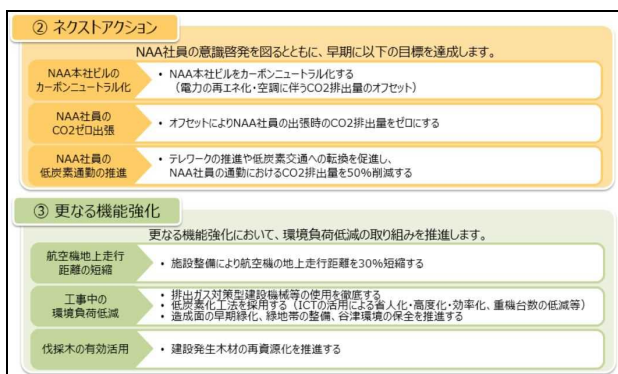 ② ネクストアクション
NAA社員の意識啓発を図るとともに、早期に以下の目標を達成します。
NAA本社ビルの
カーボンニュートラル化
• NAA本社ビルをカーボンニュートラル化する
（電力の再エネ化・空調に伴うCO2排出量のオフセット）
NAA社員の
CO2ゼロ出張
• オフセットによりNAA社員の出張時のCO2排出量をゼロにする
NAA社員の
低炭素通勤の推進
• テレワークの推進や低炭素交通への転換を促進し、
NAA社員の通勤におけるCO2排出量を50%削減する
③ 更なる機能強化
更なる機能強化において、環境負荷低減の取り組みを推進します。
航空機地上走行
距離の短縮
• 施設整備により航空機の地上走行距離を30%短縮する
工事中の
環境負荷低減
• 排出ガス対策型建設機械等の使用を徹底する
• 低炭素化工法を採用する（ICTの活用による省人化・高度化・効率化、重機台数の低減等）
• 造成面の早期緑化、緑地帯の整備、谷津環境の保全を推進する
伐採木の有効活用
• 建設発生木材の再資源化を推進する